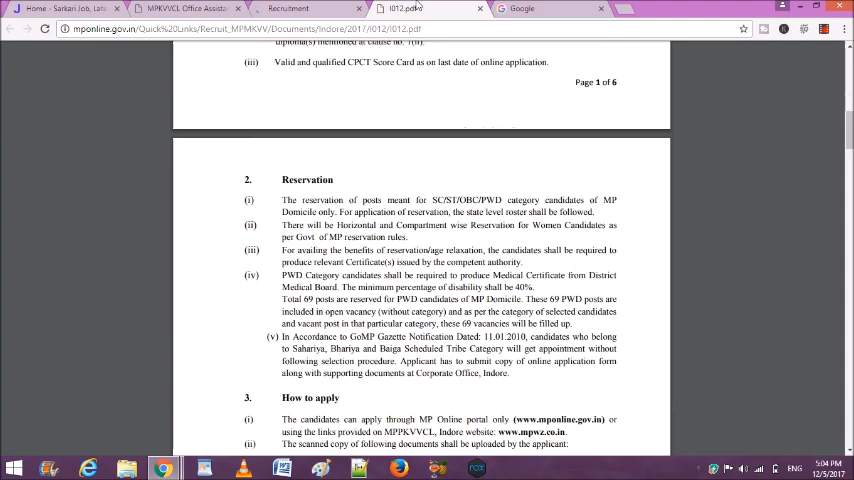 Home - Sarkari Job, Late
MPKVVCL Office Assistan
Recruitment
I012.pdf
Google
mponline.gov.in/Quick%20Links/Recruit_MPMKVV/Documents/Indore/2017/I012/I012.pdf
(iii) Valid and qualified CPCT Score Card as on last date of online application.
Page 1 of 6
2. Reservation
(i) The reservation of posts meant for SC/ST/OBC/PWD category candidates of MP
Domicile only. For application of reservation, the state level roster shall be followed.
(ii) There will be Horizontal and Compartment wise Reservation for Women Candidates as
per Govt of MP reservation rules.
(iii) For availing the benefits of reservation/age relaxation, the candidates shall be required to
produce relevant Certificate(s) issued by the competent authority.
(iv) PWD Category candidates shall be required to produce Medical Certificate from District
Medical Board. The minimum percentage of disability shall be 40%.
Total 69 posts are reserved for PWD candidates of MP Domicile. These 69 PWD posts are
included in open vacancy (without category) and as per the category of selected candidates
and vacant post in that particular category, these 69 vacancies will be filled up.
(v) In Accordance to GoMP Gazette Notification Dated: 11.01.2010, candidates who belong
to Sahariya, Bhariya and Baiga Scheduled Tribe Category will get appointment without
following selection procedure. Applicant has to submit copy of online application form
along with supporting documents at Corporate Office, Indore.
3. How to apply
(i) The candidates can apply through MP Online portal only (www.mponline.gov.in) or
using the links provided on MPPKVVCL, Indore website: www.mpwz.co.in.
(ii) The scanned copy of following documents shall be uploaded by the applicant:
ENG
5:04 PM
12/5/2017